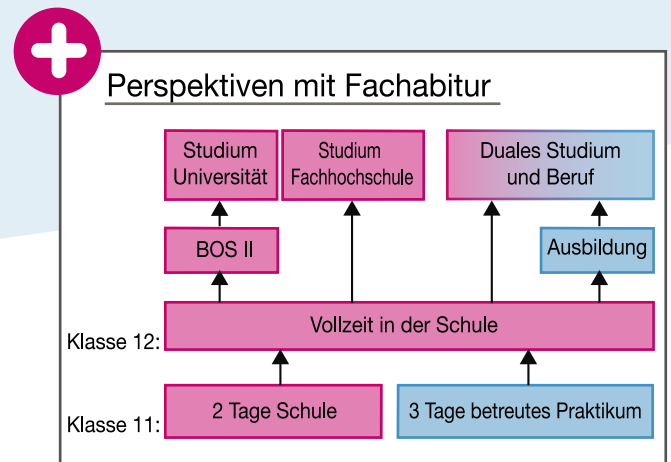 Perspektiven mit Fachabitur
Studium
Universität
Studium
Fachhochschule
Duales Studium
und Beruf
BOS II
Ausbildung
Klasse 12:
Vollzeit in der Schule
Klasse 11:
2 Tage Schule
3 Tage betreutes Praktikum